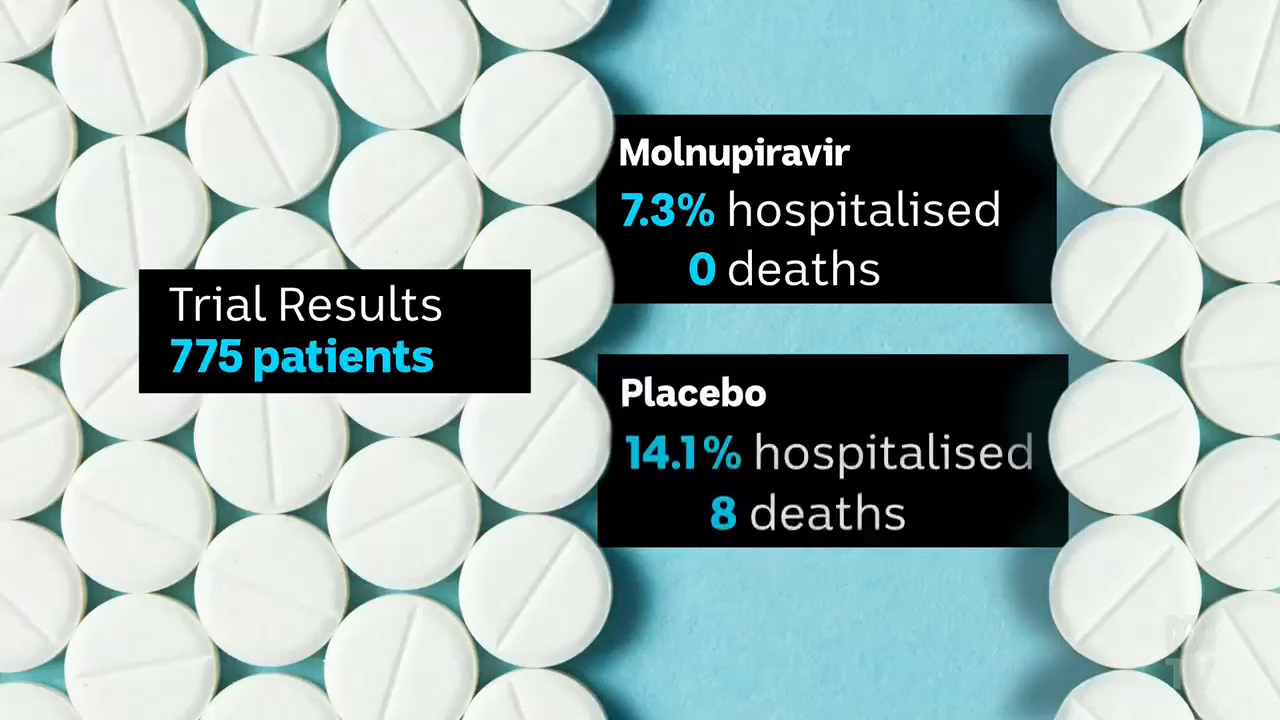 Trial Results
775 patients
Molnupiravir
7.3% hospitalised
0 deaths
Placebo
14.1% hospitalised
8 deaths